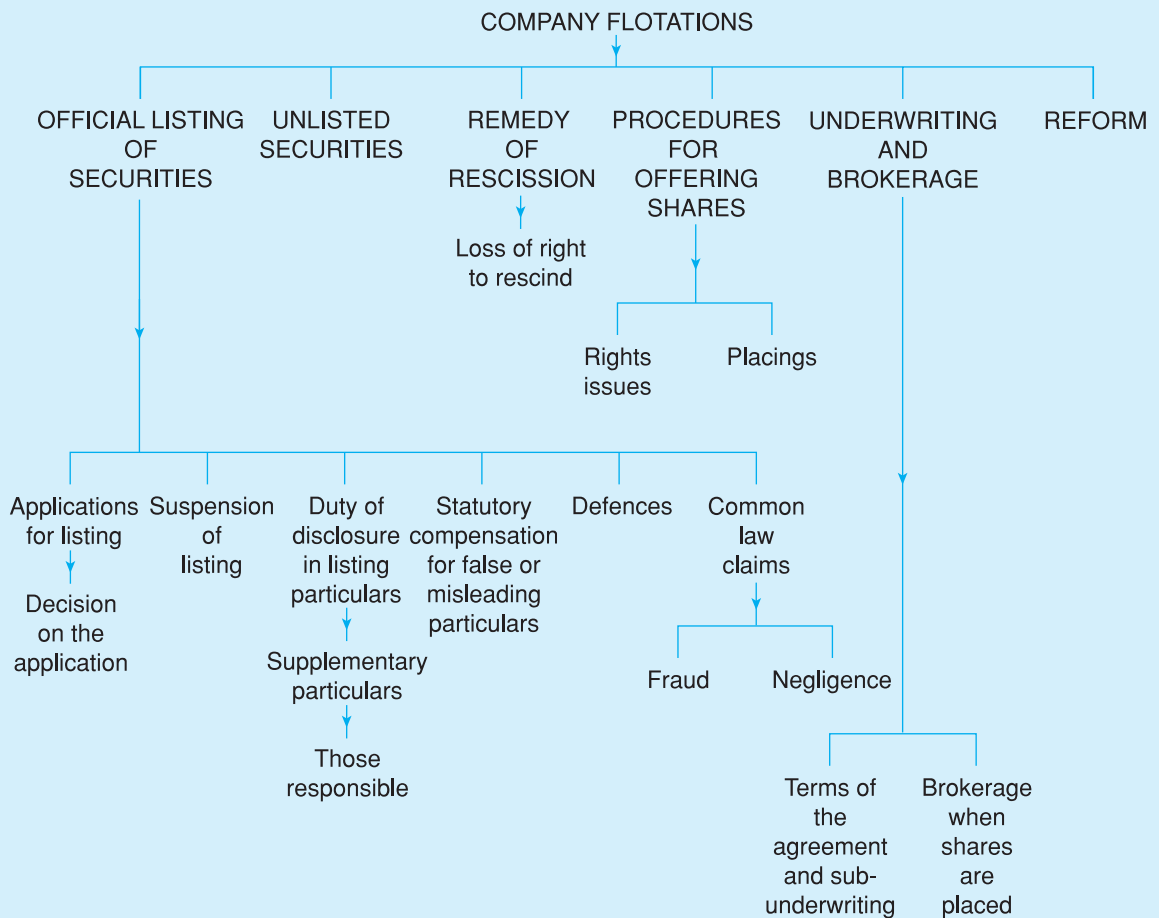 COMPANY FLOTATIONS
OFFICIAL LISTING
OF
SECURITIES
UNLISTED
SECURITIES
REMEDY
OF
RESCISSION
PROCEDURES
FOR
OFFERING
SHARES
UNDERWRITING
AND
BROKERAGE
REFORM
Loss of right
to rescind
Rights
issues
Placings
Applications
for listing
Suspension
of
listing
Duty of
disclosure
in listing
particulars
Statutory
compensation
for false or
misleading
particulars
Defences
Common
law
claims
Decision
on the
application
Supplementary
particulars
Those
responsible
Fraud
Negligence
Terms of
the
agreement
and sub-
underwriting
Brokerage
when
shares
are
placed